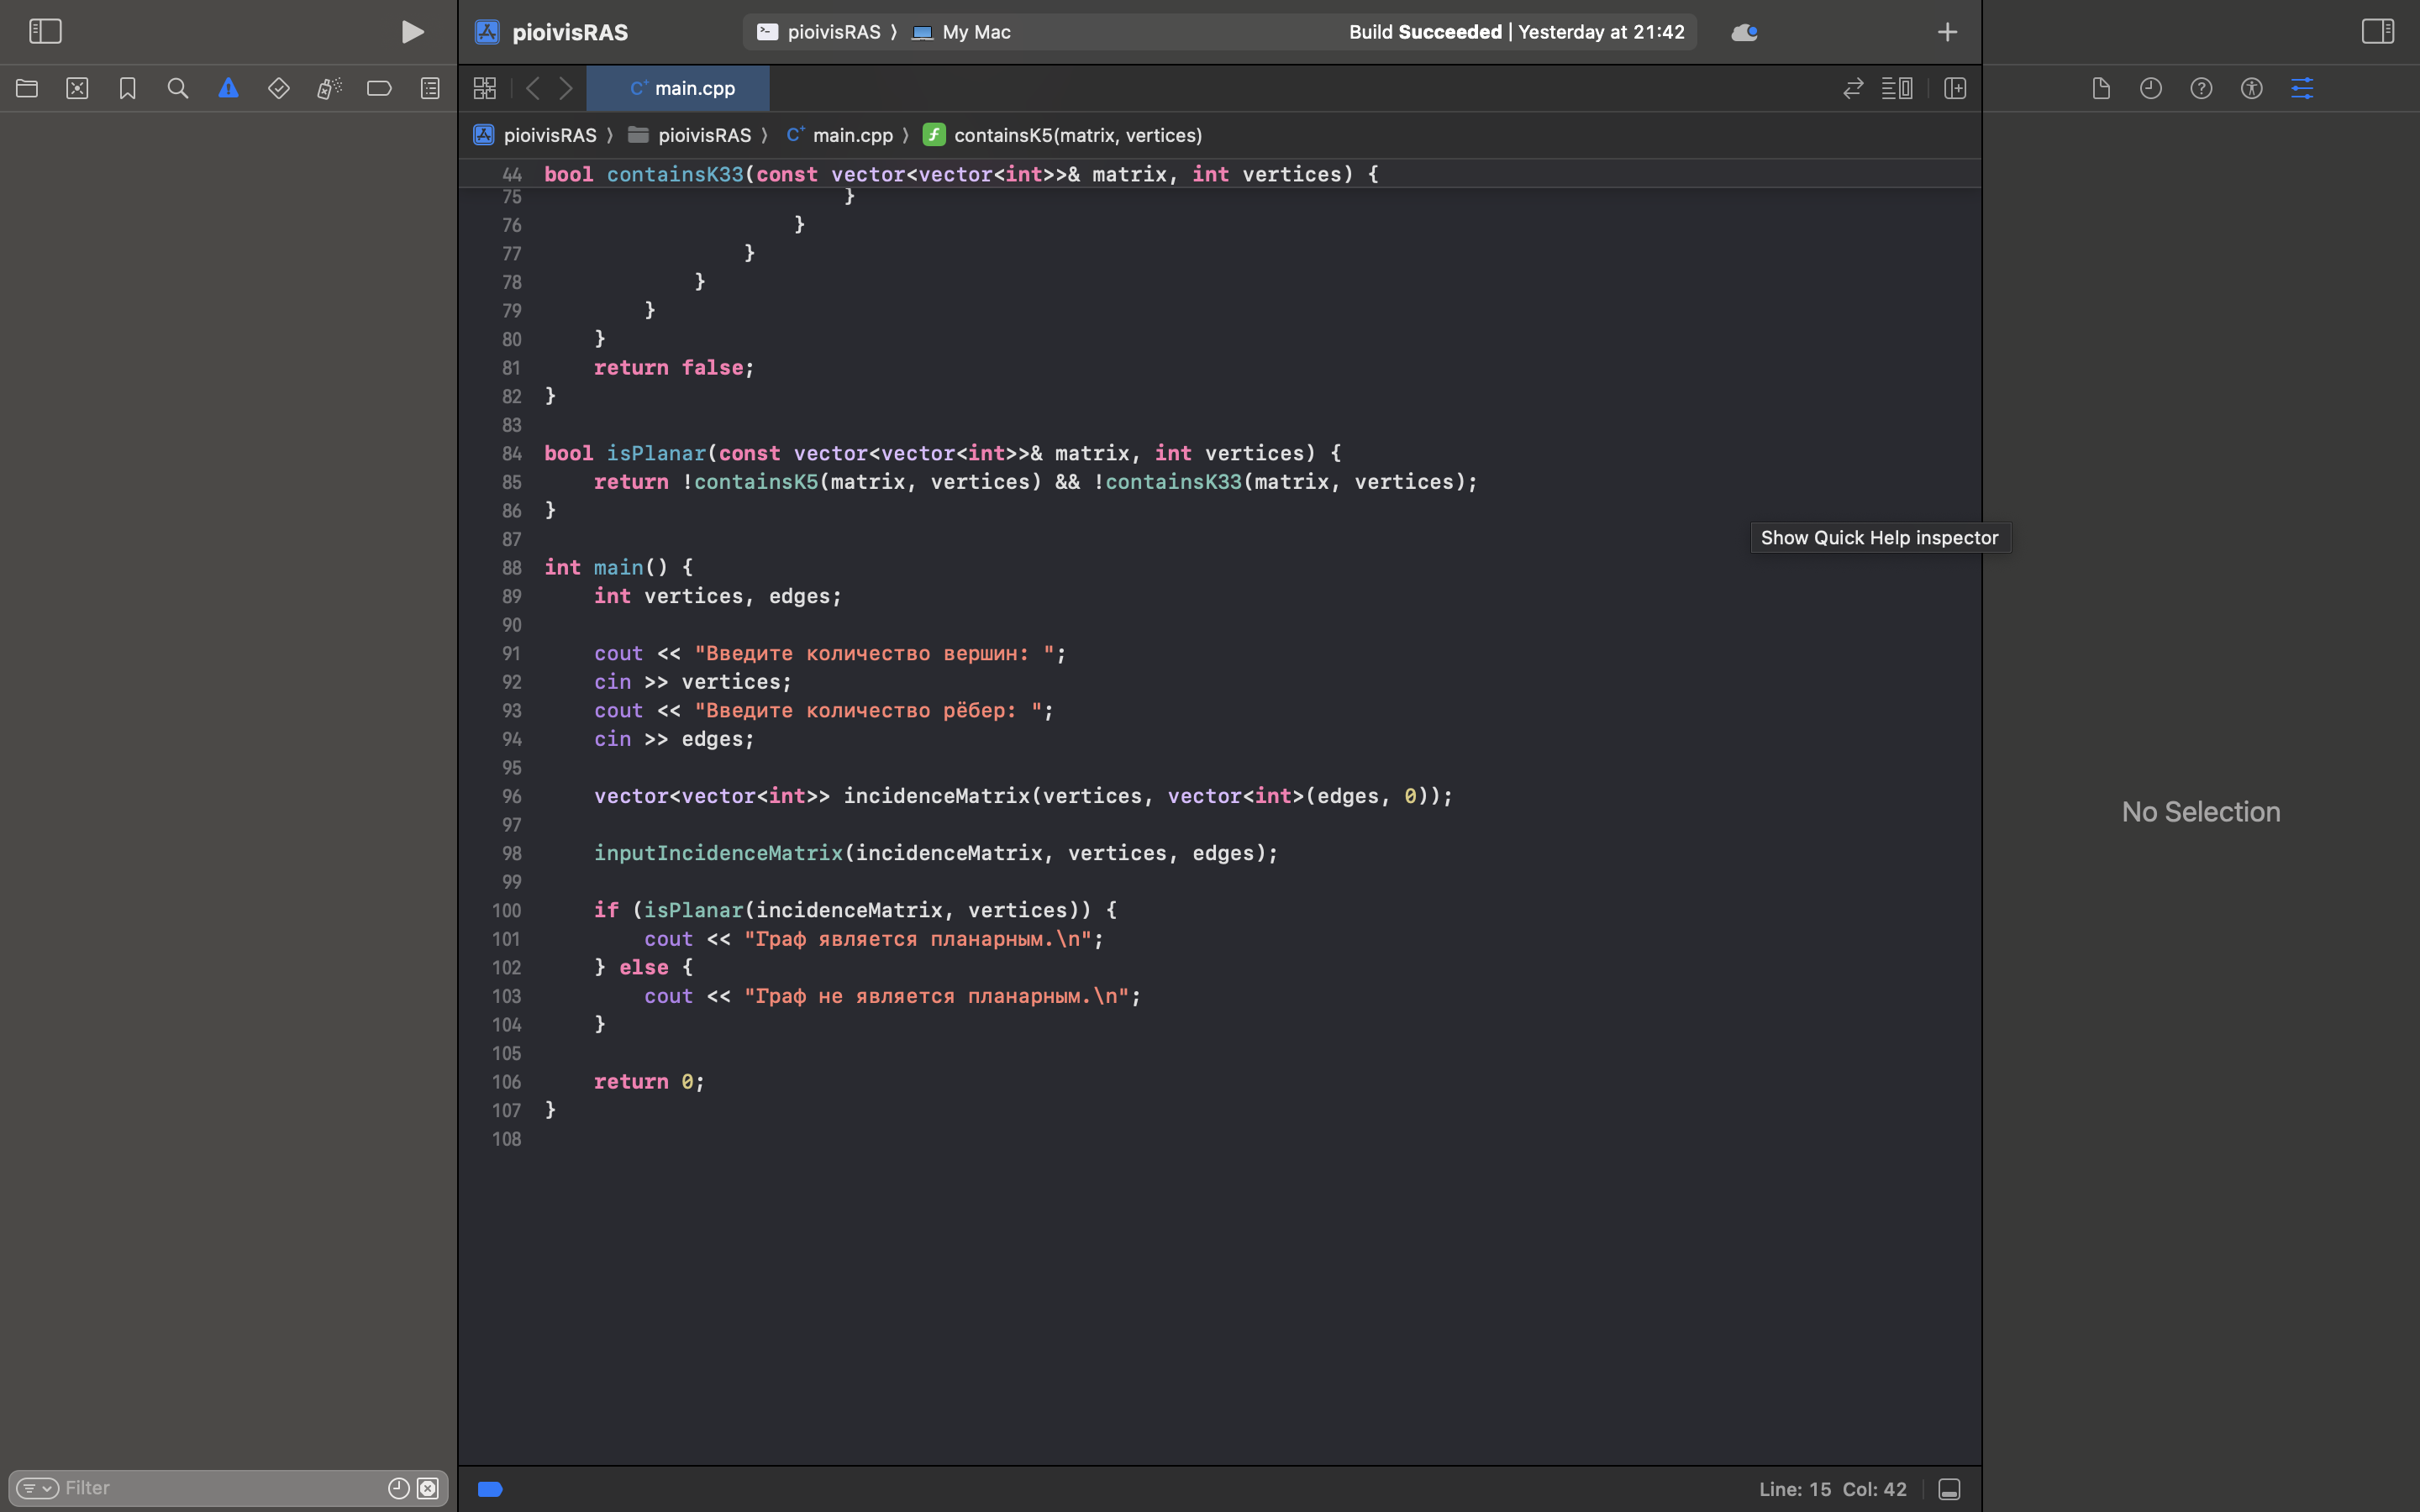 pioivisRAS
pioivisRAS 〉 My Mac
Build Succeeded | Yesterday at 21:42
main.cpp
pioivisRAS 〉 pioivisRAS 〉 main.cpp 〉 containsK5(matrix, vertices)
44 bool containsK33(const vector<vector<int>>& matrix, int vertices) {
75 }
76 }
77 }
78 }
79 }
80 }
81 return false;
82 }
83
84 bool isPlanar(const vector<vector<int>>& matrix, int vertices) {
85 return !containsK5(matrix, vertices) && !containsK33(matrix, vertices);
86 }
87
Show Quick Help inspector
88 int main() {
89 int vertices, edges;
90
91 cout << "Введите количество вершин: ";
92 cin >> vertices;
93 cout << "Введите количество рёбер: ";
94 cin >> edges;
95
96 vector<vector<int>> incidenceMatrix(vertices, vector<int>(edges, 0));
97
No Selection
98 inputIncidenceMatrix(incidenceMatrix, vertices, edges);
99
100 if (isPlanar(incidenceMatrix, vertices)) {
101 cout << "Граф является планарным.\n";
102 } else {
103 cout << "Граф не является планарным.\n";
104 }
105
106 return 0;
107 }
108
Filter
Line: 15 Col: 42